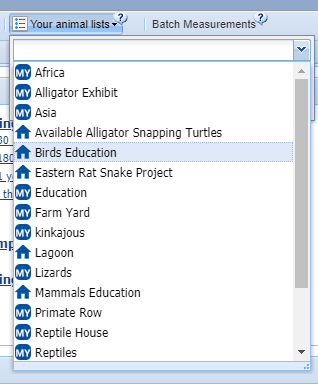 Your animal lists ? Batch Measurements ?
MY Africa
MY Alligator Exhibit
MY Asia
Available Alligator Snapping Turtles
Birds Education
Eastern Rat Snake Project
MY Education
MY Farm Yard
MY kinkajous
Lagoon
MY Lizards
Mammals Education
MY Primate Row
MY Reptile House
MY Reptiles